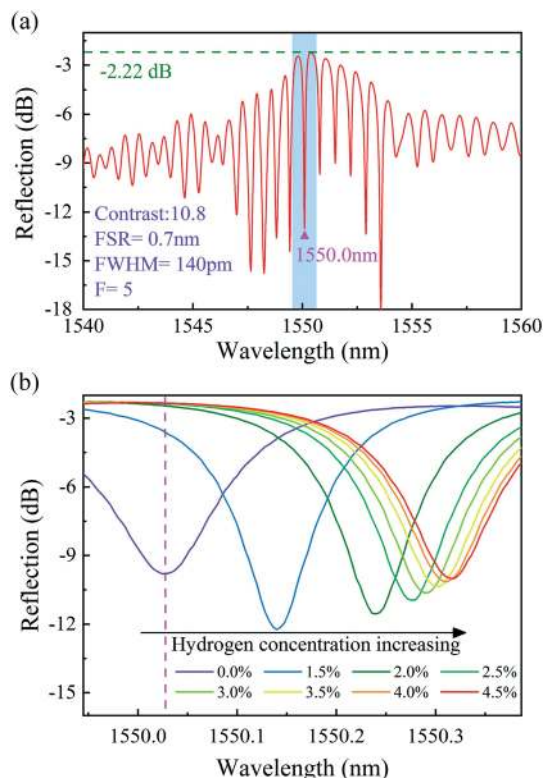 (a)
-3
-6
-9
-12
-15
-18
Reflection (dB)
-2.22 dB
Contrast:10.8
FSR= 0.7nm
FWHM= 140pm
F= 5
1550.0nm
1540 1545 1550 1555 1560
Wavelength (nm)
(b)
-3
-6
-9
-12
-15
Reflection (dB)
Hydrogen concentration increasing
0.0% 1.5% 2.0% 2.5%
3.0% 3.5% 4.0% 4.5%
1550.0 1550.1 1550.2 1550.3
Wavelength (nm)